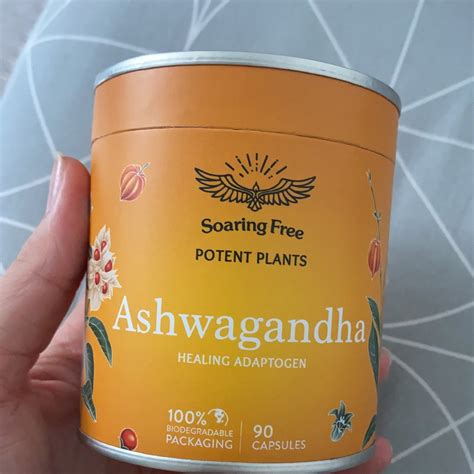 Soaring Free
POTENT PLANTS
Ashwagandha
HEALING ADAPTOGEN
100%
BIODEGRADABLE
PACKAGING
90
CAPSULES